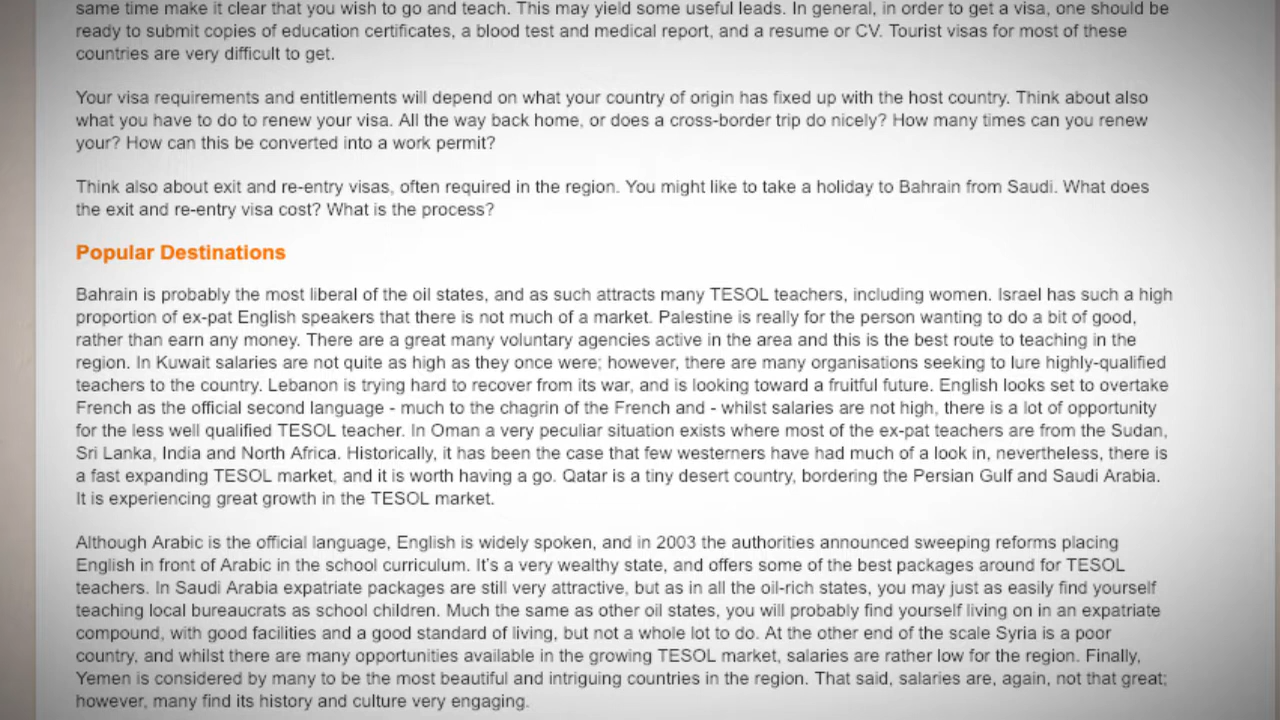 same time make it clear that you wish to go and teach. This may yield some useful leads. In general, in order to get a visa, one should be
ready to submit copies of education certificates, a blood test and medical report, and a resume or CV. Tourist visas for most of these
countries are very difficult to get.
Your visa requirements and entitlements will depend on what your country of origin has fixed up with the host country. Think about also
what you have to do to renew your visa. All the way back home, or does a cross-border trip do nicely? How many times can you renew
your? How can this be converted into a work permit?
Think also about exit and re-entry visas, often required in the region. You might like to take a holiday to Bahrain from Saudi. What does
the exit and re-entry visa cost? What is the process?
Popular Destinations
Bahrain is probably the most liberal of the oil states, and as such attracts many TESOL teachers, including women. Israel has such a high
proportion of ex-pat English speakers that there is not much of a market. Palestine is really for the person wanting to do a bit of good,
rather than earn any money. There are a great many voluntary agencies active in the area and this is the best route to teaching in the
region. In Kuwait salaries are not quite as high as they once were; however, there are many organisations seeking to lure highly-qualified
teachers to the country. Lebanon is trying hard to recover from its war, and is looking toward a fruitful future. English looks set to overtake
French as the official second language - much to the chagrin of the French and - whilst salaries are not high, there is a lot of opportunity
for the less well qualified TESOL teacher. In Oman a very peculiar situation exists where most of the ex-pat teachers are from the Sudan,
Sri Lanka, India and North Africa. Historically, it has been the case that few westerners have had much of a look in, nevertheless, there is
a fast expanding TESOL market, and it is worth having a go. Qatar is a tiny desert country, bordering the Persian Gulf and Saudi Arabia.
It is experiencing great growth in the TESOL market.
Although Arabic is the official language, English is widely spoken, and in 2003 the authorities announced sweeping reforms placing
English in front of Arabic in the school curriculum. It's a very wealthy state, and offers some of the best packages around for TESOL
teachers. In Saudi Arabia expatriate packages are still very attractive, but as in all the oil-rich states, you may just as easily find yourself
teaching local bureaucrats as school children. Much the same as other oil states, you will probably find yourself living on in an expatriate
compound, with good facilities and a good standard of living, but not a whole lot to do. At the other end of the scale Syria is a poor
country, and whilst there are many opportunities available in the growing TESOL market, salaries are rather low for the region. Finally,
Yemen is considered by many to be the most beautiful and intriguing countries in the region. That said, salaries are, again, not that great;
however, many find its history and culture very engaging.